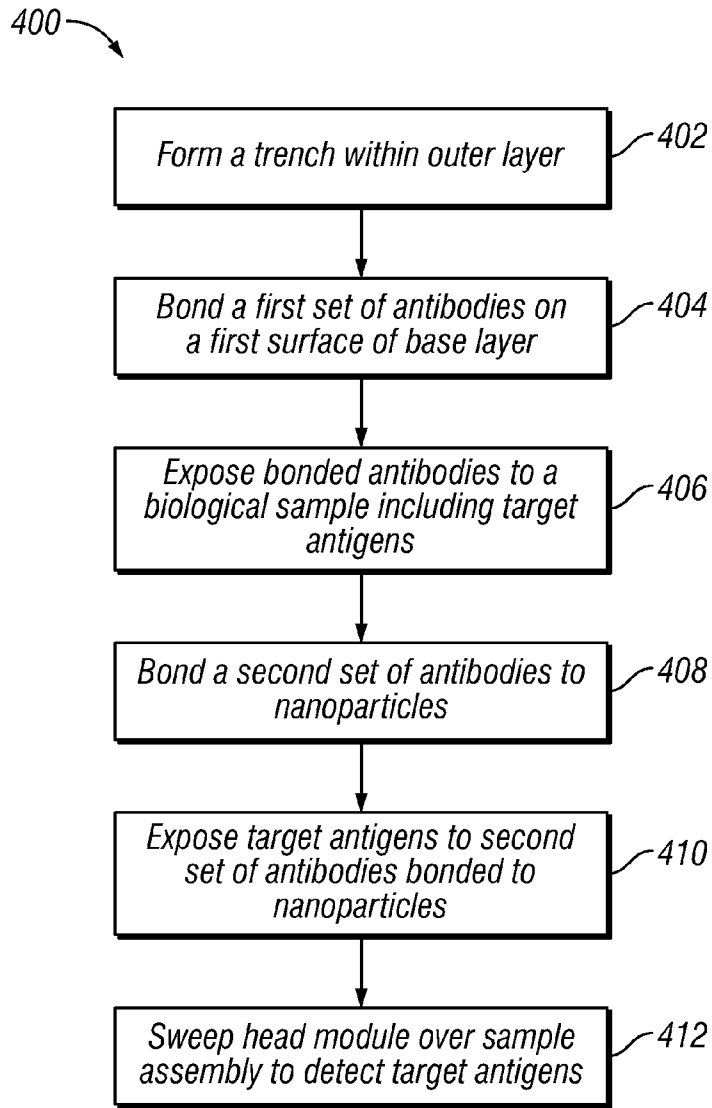 400
Form a trench within outer layer
402
Bond a first set of antibodies on
a first surface of base layer
404
Expose bonded antibodies to a
biological sample including target
antigens
406
Bond a second set of antibodies to
nanoparticles
408
Expose target antigens to second
set of antibodies bonded to
nanoparticles
410
Sweep head module over sample
assembly to detect target antigens
412